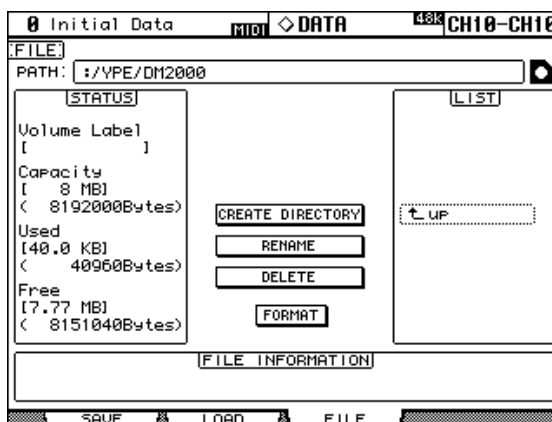 0 Initial Data MIDI ◇DATA 48K CH10-CH16
FILE
PATH: :/YPE/DM2000
STATUS
Volume Label
[ ]
Capacity
[ 8 MB]
( 8192000Bytes)
Used
[40.0 KB]
( 40960Bytes)
Free
[7.77 MB]
( 8151040Bytes)
CREATE DIRECTORY
RENAME
DELETE
FORMAT
LIST
UP
FILE INFORMATION
SAVE LOAD FILE